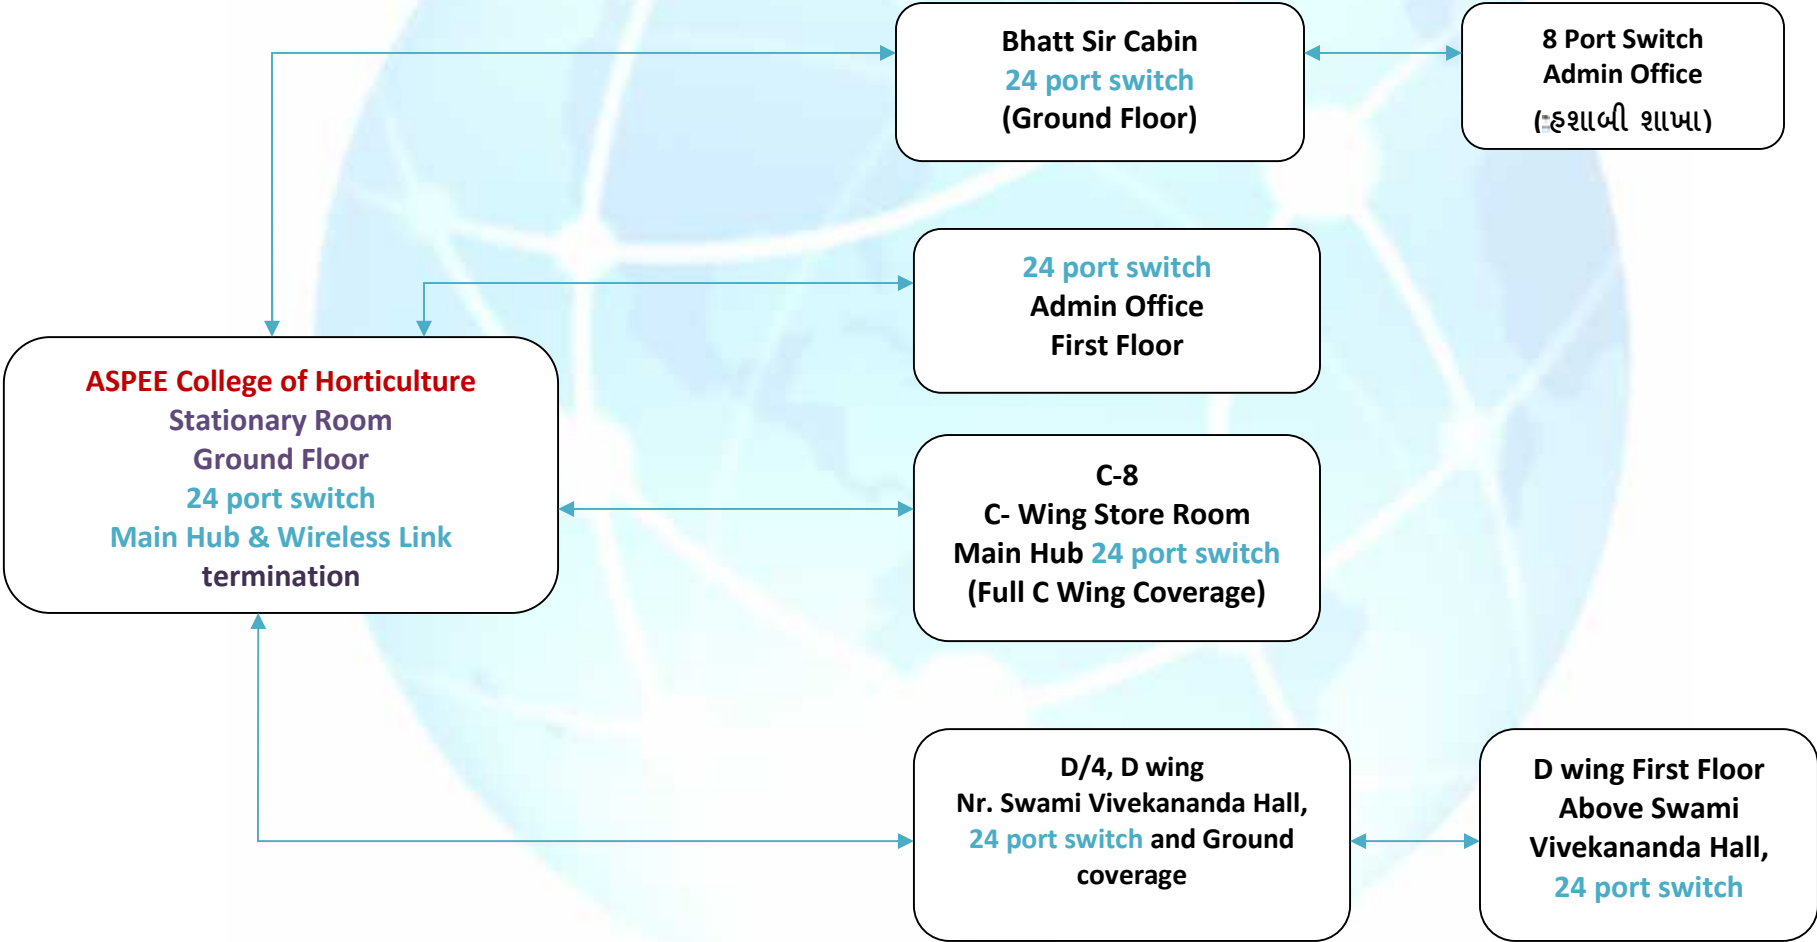 Bhatt Sir Cabin
24 port switch
(Ground Floor)
8 Port Switch
Admin Office
(હિશાબી શાખા)
24 port switch
Admin Office
First Floor
ASPEE College of Horticulture
Stationary Room
Ground Floor
24 port switch
Main Hub & Wireless Link
termination
C-8
C- Wing Store Room
Main Hub 24 port switch
(Full C Wing Coverage)
D/4, D wing
Nr. Swami Vivekananda Hall,
24 port switch and Ground
coverage
D wing First Floor
Above Swami
Vivekananda Hall,
24 port switch